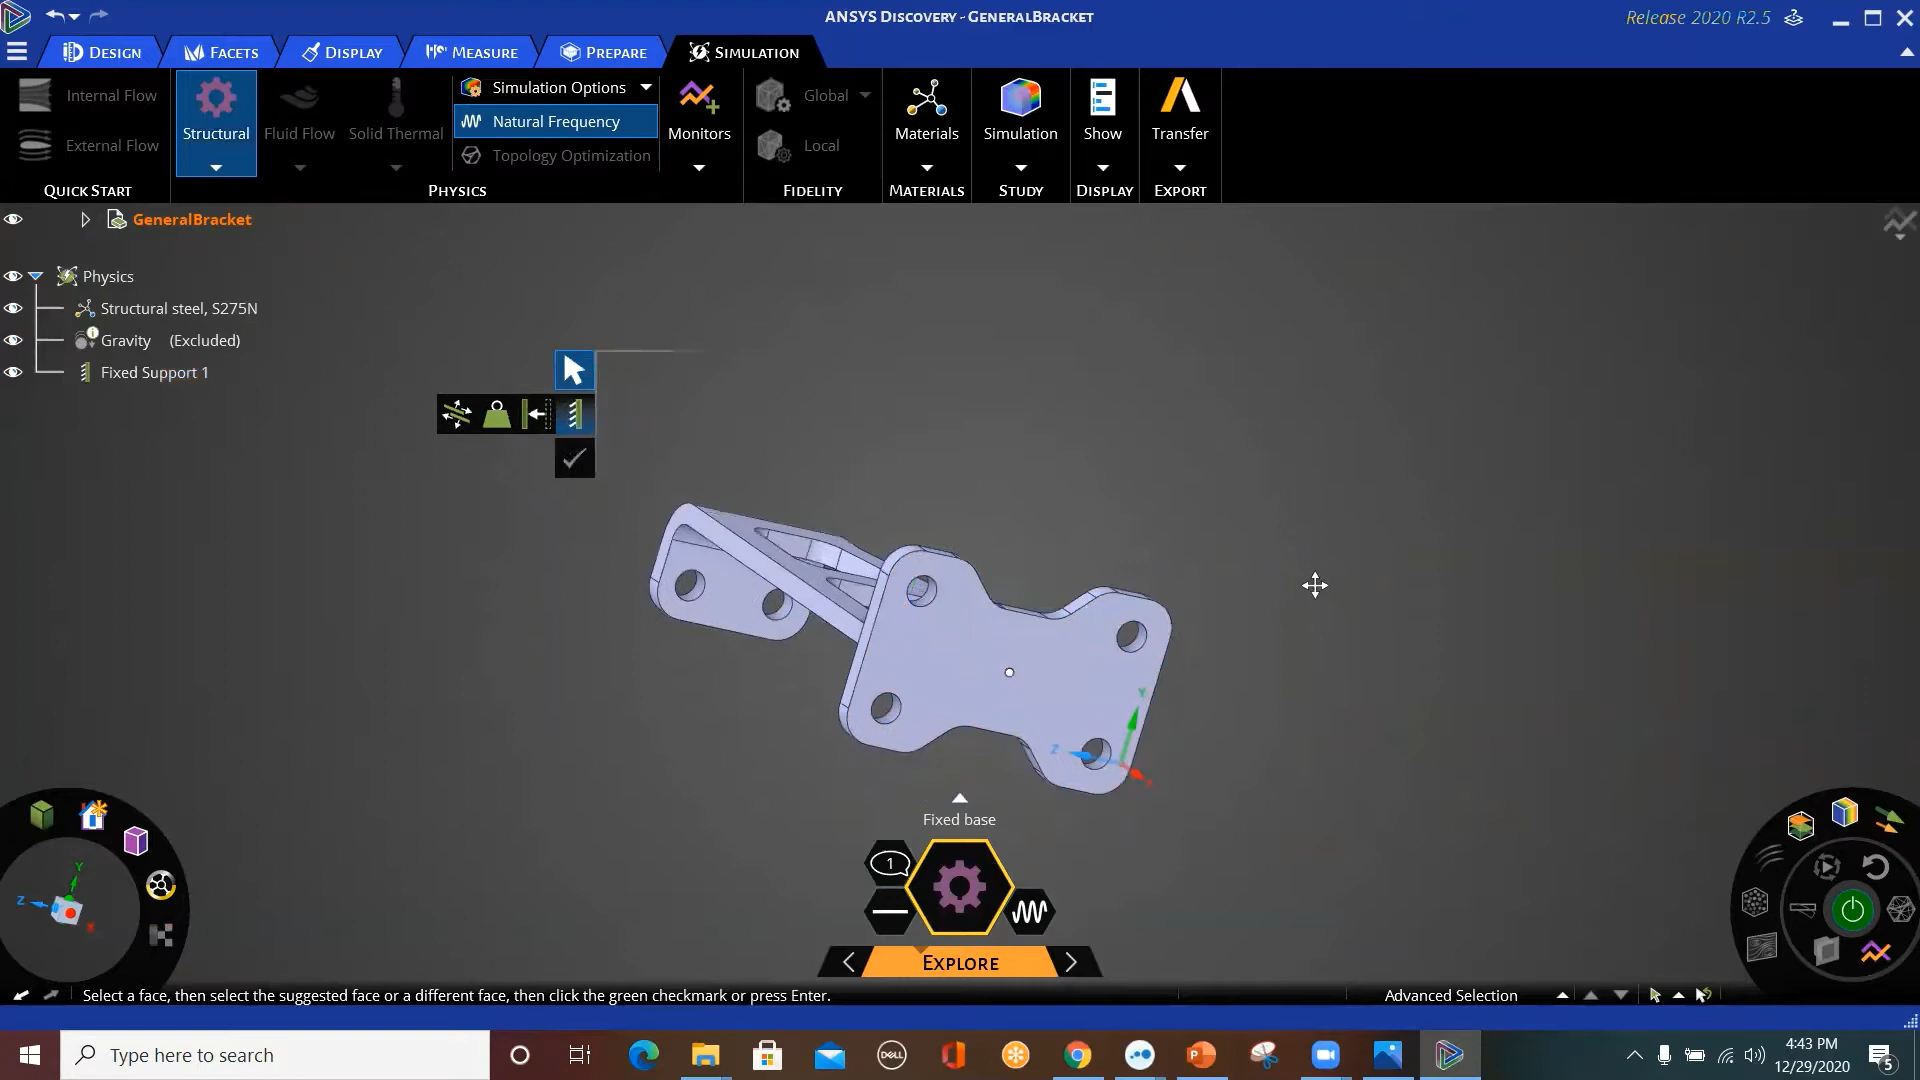 ANSYS Discovery - GeneralBracket
Release 2020 R2.5
Design
Facets
Display
Measure
Prepare
Simulation
Internal Flow
External Flow
Quick Start
Structural
Fluid Flow
Solid Thermal
Simulation Options
Natural Frequency
Topology Optimization
Physics
Monitors
Global
Local
Fidelity
Materials
Materials
Simulation
Study
Show
Display
Transfer
Export
GeneralBracket
Physics
Structural steel, S275N
Gravity (Excluded)
Fixed Support 1
Y
Z
Fixed base
1
Explore
Y
Z
X
Select a face, then select the suggested face or a different face, then click the green checkmark or press Enter.
Advanced Selection
Type here to search
DELL
4:43 PM
12/29/2020
5